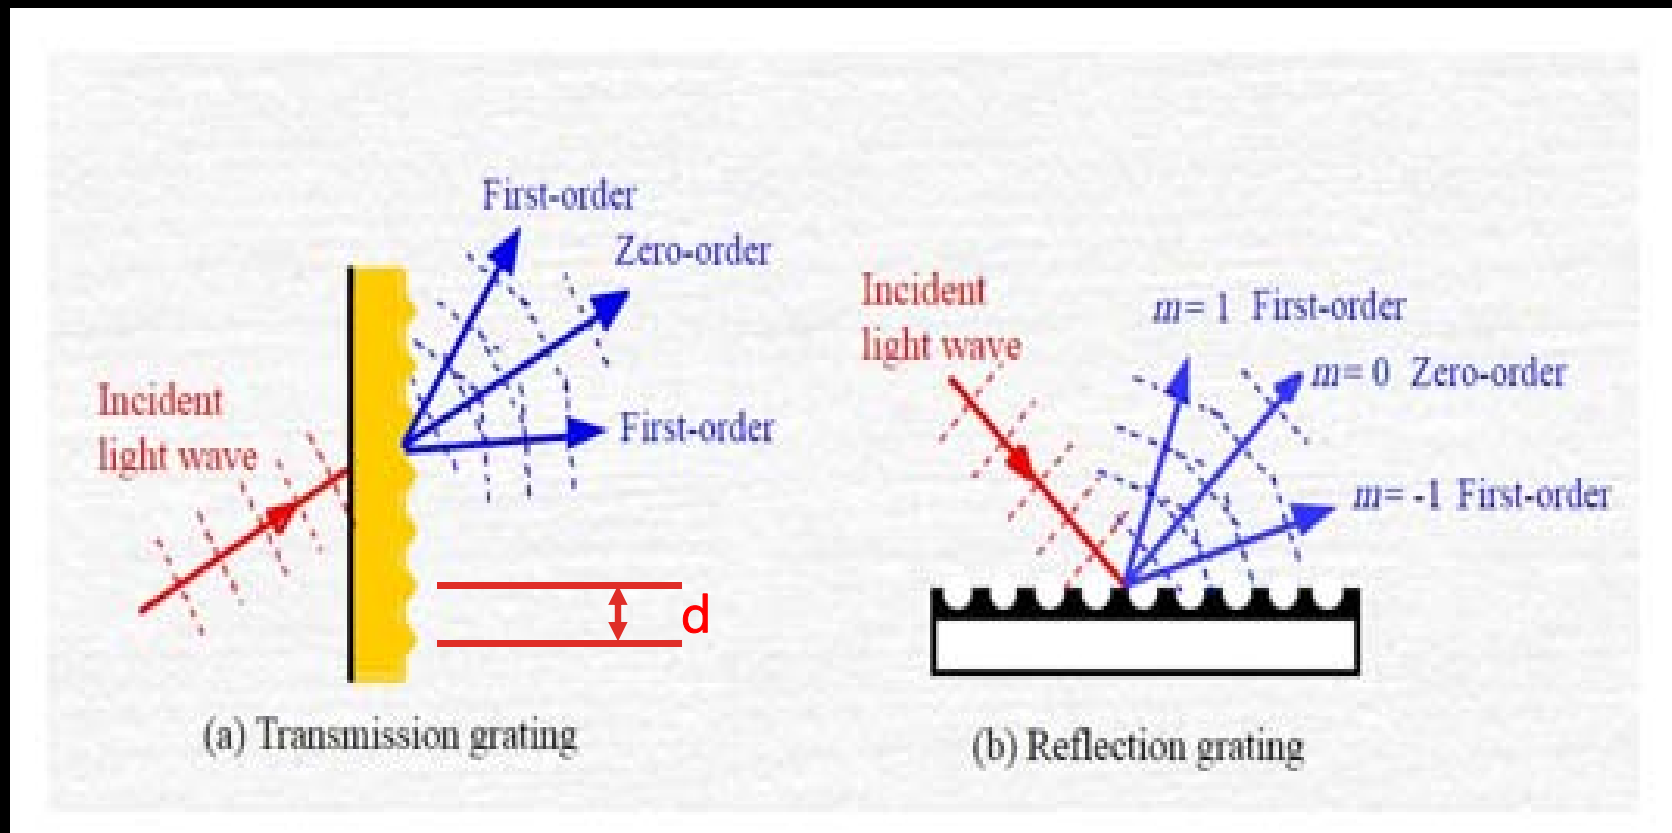 First-order
Zero-order
Incident
light wave
First-order
d
(a) Transmission grating
Incident
light wave
m= 1 First-order
m= 0 Zero-order
m= -1 First-order
(b) Reflection grating